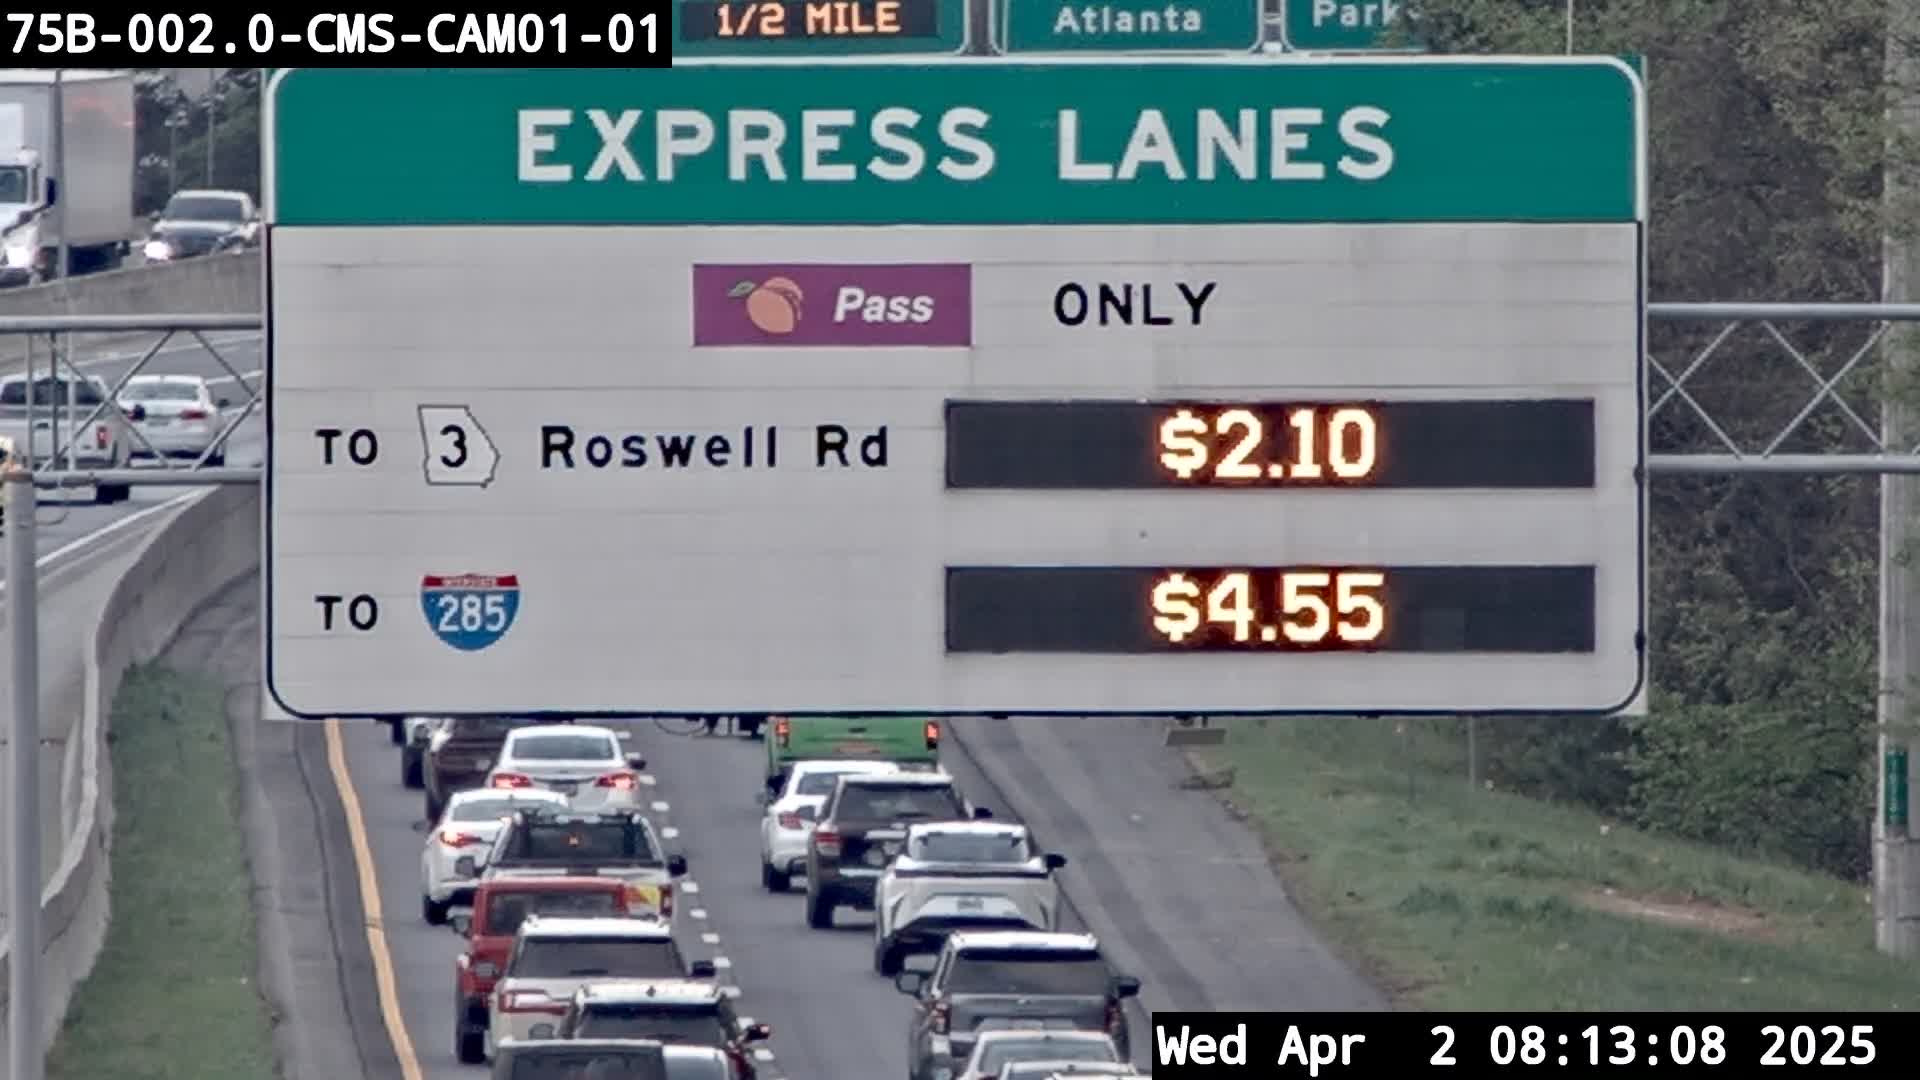 75B-002.0-CMS-CAM01-01
1/2 MILE
Atlanta
EXPRESS LANES
Pass ONLY
TO 3 Roswell Rd $2.10
TO INTERSTATE 285 $4.55
Wed Apr 2 08:13:08 2025